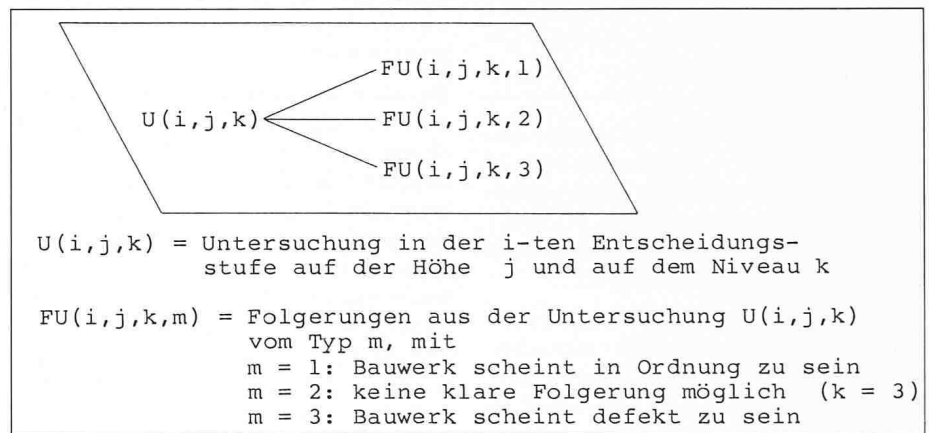 FU(i,j,k,1)
U(i,j,k) FU(i,j,k,2)
FU(i,j,k,3)
U(i,j,k) = Untersuchung in der i-ten Entscheidungs-
stufe auf der Höhe j und auf dem Niveau k
FU(i,j,k,m) = Folgerungen aus der Untersuchung U(i,j,k)
vom Typ m, mit
m = 1: Bauwerk scheint in Ordnung zu sein
m = 2: keine klare Folgerung möglich (k = 3)
m = 3: Bauwerk scheint defekt zu sein